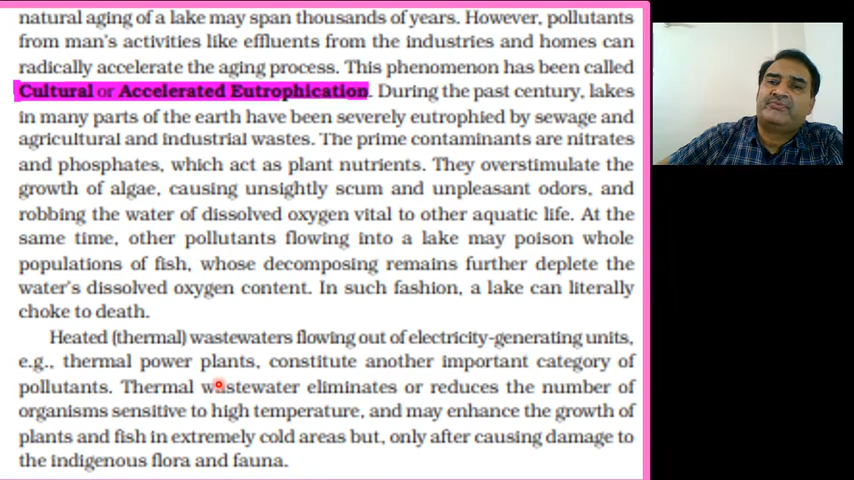 natural aging of a lake may span thousands of years. However, pollutants
from man's activities like effluents from the industries and homes can
radically accelerate the aging process. This phenomenon has been called
Cultural or Accelerated Eutrophication. During the past century, lakes
in many parts of the earth have been severely eutrophied by sewage and
agricultural and industrial wastes. The prime contaminants are nitrates
and phosphates, which act as plant nutrients. They overstimulate the
growth of algae, causing unsightly scum and unpleasant odors, and
robbing the water of dissolved oxygen vital to other aquatic life. At the
same time, other pollutants flowing into a lake may poison whole
populations of fish, whose decomposing remains further deplete the
water's dissolved oxygen content. In such fashion, a lake can literally
choke to death.
Heated (thermal) wastewaters flowing out of electricity-generating units,
e.g., thermal power plants, constitute another important category of
pollutants. Thermal wastewater eliminates or reduces the number of
organisms sensitive to high temperature, and may enhance the growth of
plants and fish in extremely cold areas but, only after causing damage to
the indigenous flora and fauna.